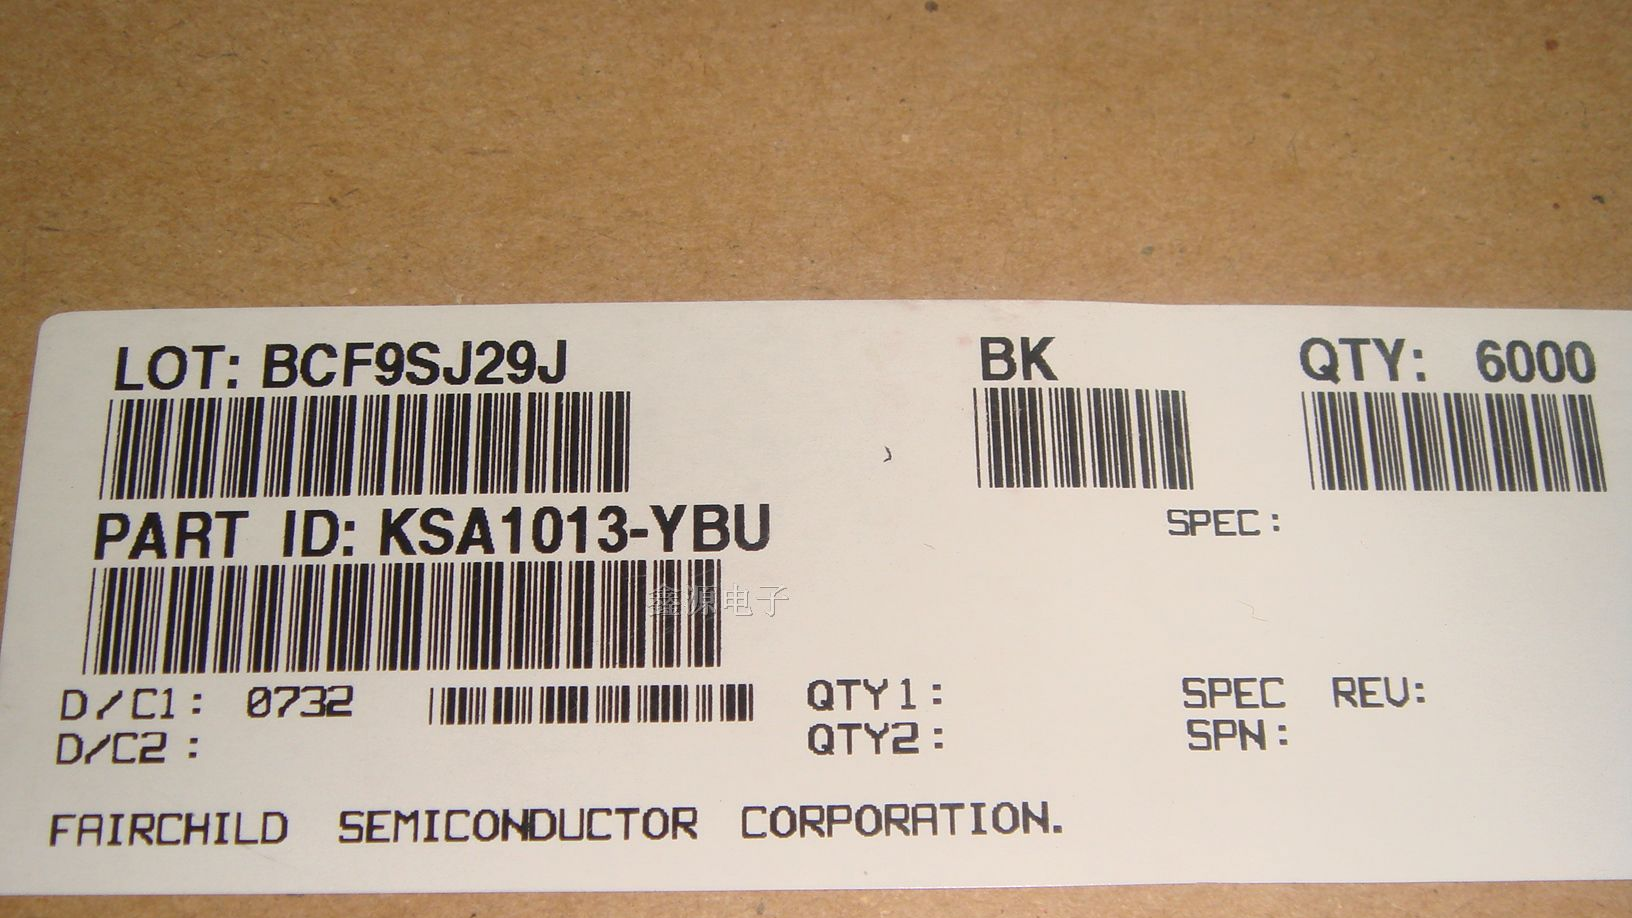 LOT: BCF9SJ29J BK QTY: 6000
PART ID: KSA1013-YBU SPEC:
鑫源电子
D/C1: 0732 QTY1: SPEC REV:
D/C2: QTY2: SPN:
FAIRCHILD SEMICONDUCTOR CORPORATION.